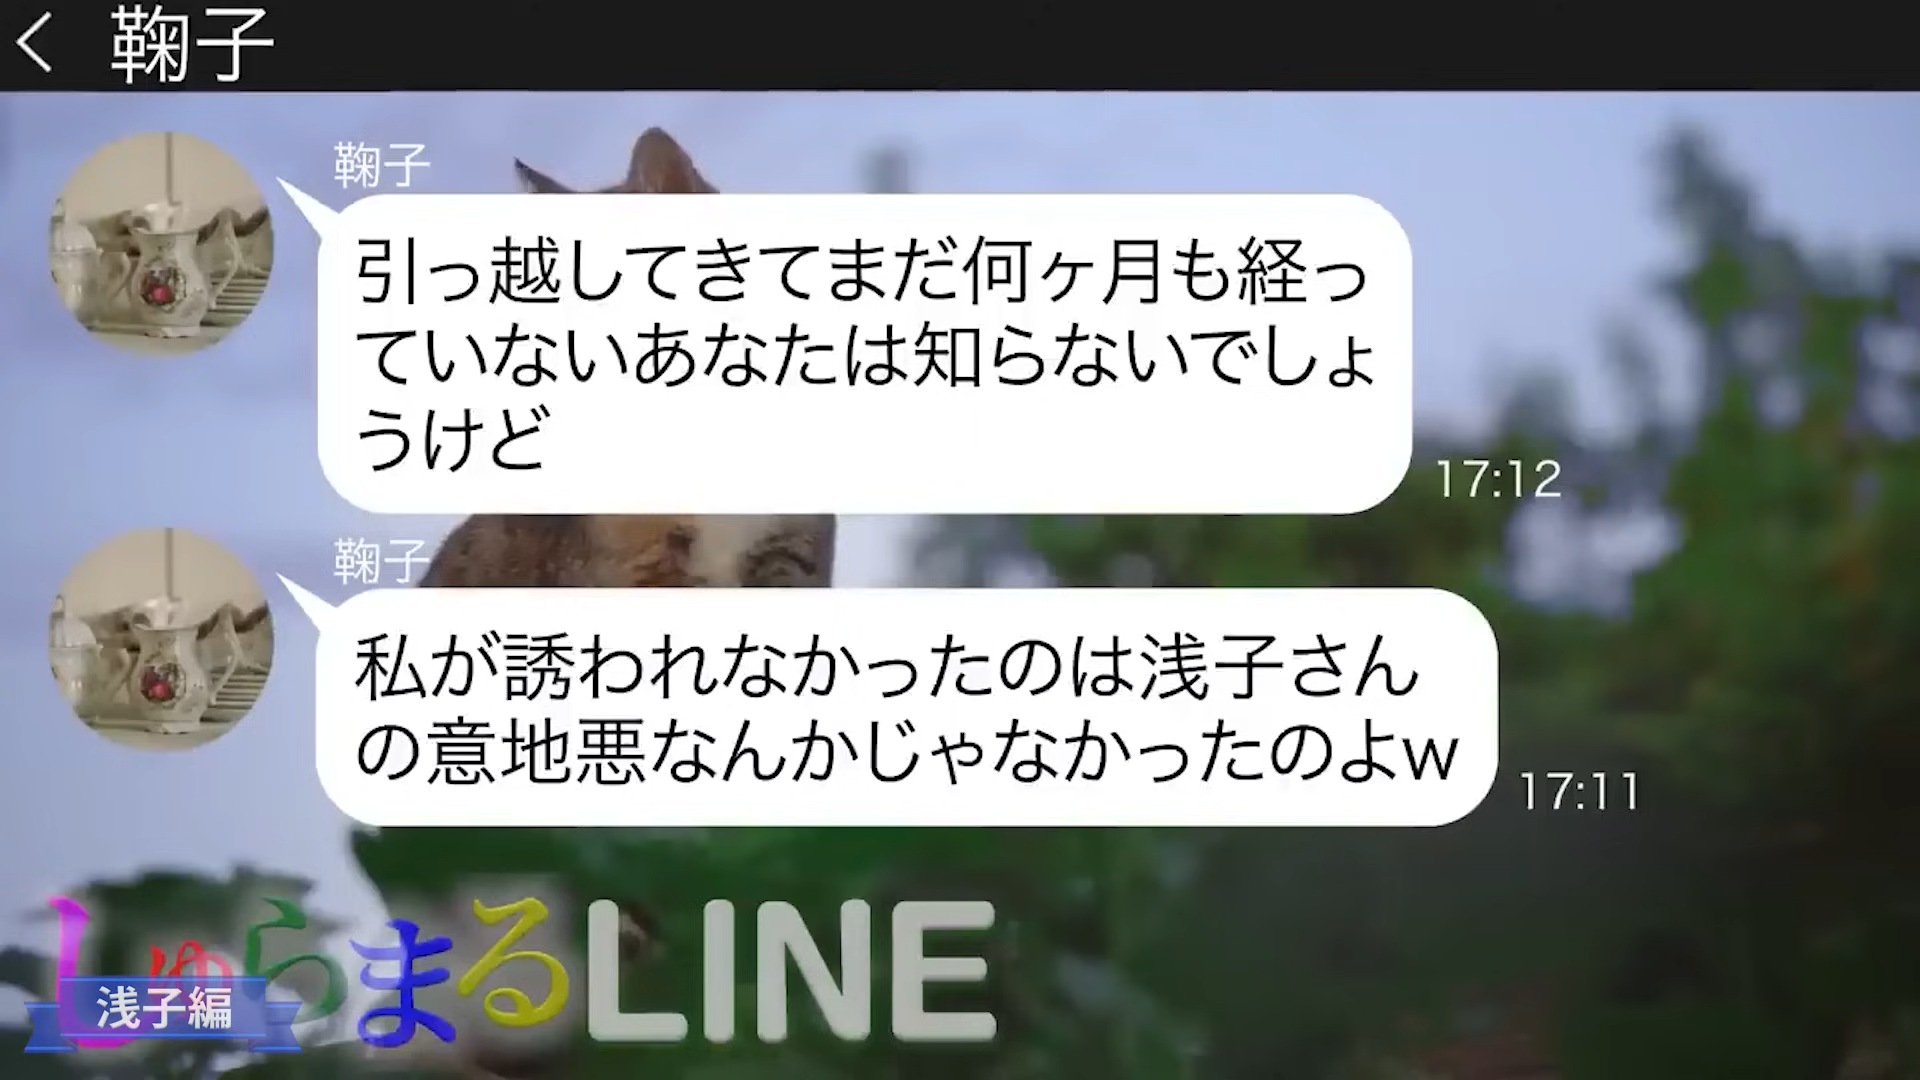 鞠子
鞠子
引っ越してきてまだ何ヶ月も経っ
ていないあなたは知らないでしょ
うけど
17:12
鞠子
私が誘われなかったのは浅子さん
の意地悪なんかじゃなかったのよw
17:11
しゅらまるLINE
浅子編